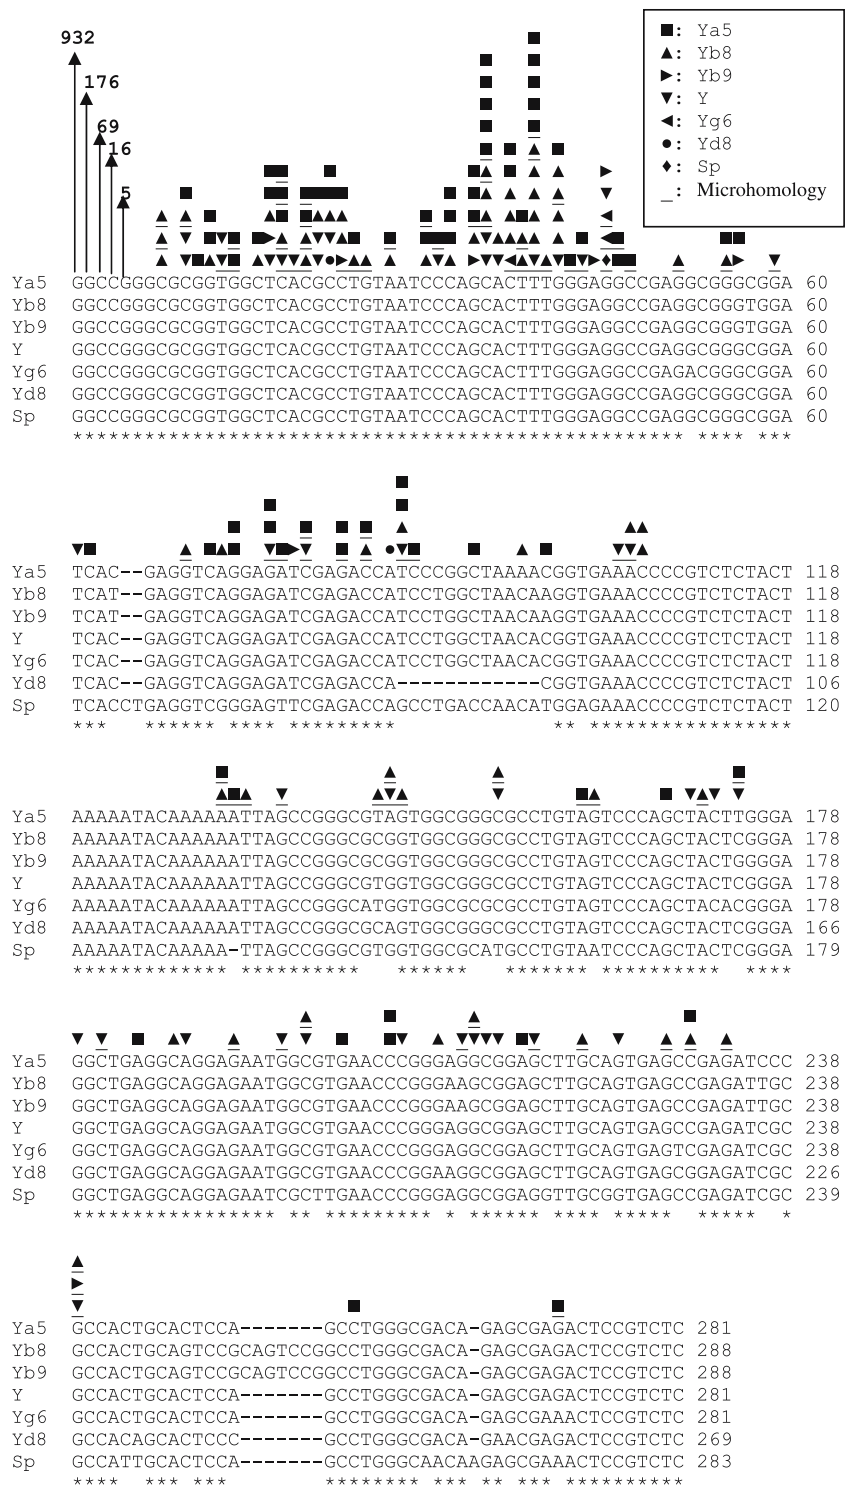 932
176
69
16
5
■: Ya5
▲: Yb8
►: Yb9
▼: Y
◄: Yg6
●: Yd8
♦: Sp
_: Microhomology
Ya5 GGCCGGGCGCGGTGGCTCACGCCTGTAATCCCAGCACTTTGGGAGGCCGAGGCGGGCGGA 60
Yb8 GGCCGGGCGCGGTGGCTCACGCCTGTAATCCCAGCACTTTGGGAGGCCGAGGCGGGTGGA 60
Yb9 GGCCGGGCGCGGTGGCTCACGCCTGTAATCCCAGCACTTTGGGAGGCCGAGGCGGGTGGA 60
Y GGCCGGGCGCGGTGGCTCACGCCTGTAATCCCAGCACTTTGGGAGGCCGAGGCGGGCGGA 60
Yg6 GGCCGGGCGCGGTGGCTCACGCCTGTAATCCCAGCACTTTGGGAGGCCGAGACGGGCGGA 60
Yd8 GGCCGGGCGCGGTGGCTCACGCCTGTAATCCCAGCACTTTGGGAGGCCGAGGCGGGCGGA 60
Sp GGCCGGGCGCGGTGGCTCACGCCTGTAATCCCAGCACTTTGGGAGGCCGAGGCGGGCGGA 60
*************************************************** **** ***
Ya5 TCAC--GAGGTCAGGAGATCGAGACCATCCCGGCTAAAACGGTGAAACCCCGTCTCTACT 118
Yb8 TCAT--GAGGTCAGGAGATCGAGACCATCCTGGCTAACAAGGTGAAACCCCGTCTCTACT 118
Yb9 TCAT--GAGGTCAGGAGATCGAGACCATCCTGGCTAACAAGGTGAAACCCCGTCTCTACT 118
Y TCAC--GAGGTCAGGAGATCGAGACCATCCTGGCTAACACGGTGAAACCCCGTCTCTACT 118
Yg6 TCAC--GAGGTCAGGAGATCGAGACCATCCTGGCTAACACGGTGAAACCCCGTCTCTACT 118
Yd8 TCAC--GAGGTCAGGAGATCGAGACCA------------CGGTGAAACCCCGTCTCTACT 106
Sp TCACCTGAGGTCGGGAGTTCGAGACCAGCCTGACCAACATGGAGAAACCCCGTCTCTACT 120
***   ****** **** *********             ** *****************
Ya5 AAAAATACAAAAAATTAGCCGGGCGTAGTGGCGGGCGCCTGTAGTCCCAGCTACTTGGGA 178
Yb8 AAAAATACAAAAAATTAGCCGGGCGCGGTGGCGGGCGCCTGTAGTCCCAGCTACTCGGGA 178
Yb9 AAAAATACAAAAAATTAGCCGGGCGCGGTGGCGGGCGCCTGTAGTCCCAGCTACTGGGGA 178
Y AAAAATACAAAAAATTAGCCGGGCGTGGTGGCGGGCGCCTGTAGTCCCAGCTACTCGGGA 178
Yg6 AAAAATACAAAAAATTAGCCGGGCATGGTGGCGCGCGCCTGTAGTCCCAGCTACACGGGA 178
Yd8 AAAAATACAAAAAATTAGCCGGGCGCAGTGGCGGGCGCCTGTAGTCCCAGCTACTCGGGA 166
Sp AAAAATACAAAAA-TTAGCCGGGCGTGGTGGCGCATGCCTGTAATCCCAGCTACTCGGGA 179
************* **********   ******   ******* **********  ****
Ya5 GGCTGAGGCAGGAGAATGGCGTGAACCCGGGAGGCGGAGCTTGCAGTGAGCCGAGATCCC 238
Yb8 GGCTGAGGCAGGAGAATGGCGTGAACCCGGGAAGCGGAGCTTGCAGTGAGCCGAGATTGC 238
Yb9 GGCTGAGGCAGGAGAATGGCGTGAACCCGGGAAGCGGAGCTTGCAGTGAGCCGAGATTGC 238
Y GGCTGAGGCAGGAGAATGGCGTGAACCCGGGAGGCGGAGCTTGCAGTGAGCCGAGATCGC 238
Yg6 GGCTGAGGCAGGAGAATGGCGTGAACCCGGGAGGCGGAGCTTGCAGTGAGTCGAGATCGC 238
Yd8 GGCTGAGGCAGGAGAATGGCGTGAACCCGGAAGGCGGAGCTTGCAGTGAGCGGAGATCGC 226
Sp GGCTGAGGCAGGAGAATCGCTTGAACCCGGGAGGCGGAGGTTGCGGTGAGCCGAGATCGC 239
***************** ** ********* * ****** **** *****  *****  *
Ya5 GCCACTGCACTCCA-------GCCTGGGCGACA-GAGCGAGACTCCGTCTC 281
Yb8 GCCACTGCAGTCCGCAGTCCGGCCTGGGCGACA-GAGCGAGACTCCGTCTC 288
Yb9 GCCACTGCAGTCCGCAGTCCGGCCTGGGCGACA-GAGCGAGACTCCGTCTC 288
Y GCCACTGCACTCCA-------GCCTGGGCGACA-GAGCGAGACTCCGTCTC 281
Yg6 GCCACTGCACTCCA-------GCCTGGGCGACA-GAGCGAAACTCCGTCTC 281
Yd8 GCCACAGCACTCCC-------GCCTGGGCGACA-GAACGAGACTCCGTCTC 269
Sp GCCATTGCACTCCA-------GCCTGGGCAACAAGAGCGAAACTCCGTCTC 283
****  *** ***        ******** *** ** *** **********